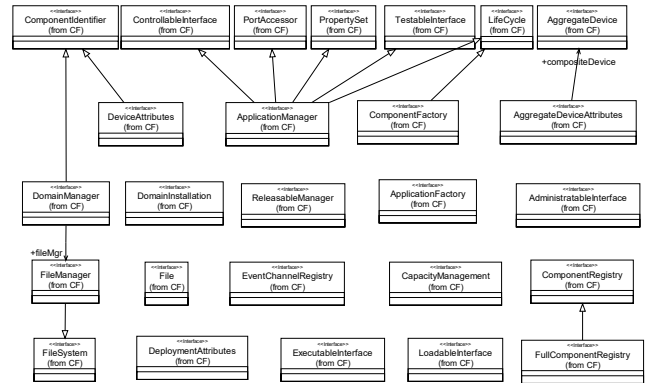 <<Interface>>
ComponentIdentifier
(from CF)
<<Interface>>
ControllableInterface
(from CF)
<<Interface>>
PortAccessor
(from CF)
<<Interface>>
PropertySet
(from CF)
<<Interface>>
TestableInterface
(from CF)
<<Interface>>
LifeCycle
(from CF)
<<Interface>>
AggregateDevice
(from CF)
+compositeDevice
<<Interface>>
DeviceAttributes
(from CF)
<<Interface>>
ApplicationManager
(from CF)
<<Interface>>
ComponentFactory
(from CF)
<<Interface>>
AggregateDeviceAttributes
(from CF)
<<Interface>>
DomainManager
(from CF)
<<Interface>>
DomainInstallation
(from CF)
<<Interface>>
ReleasableManager
(from CF)
<<Interface>>
ApplicationFactory
(from CF)
<<Interface>>
AdministratableInterface
(from CF)
+fileMgr
<<Interface>>
FileManager
(from CF)
<<Interface>>
File
(from CF)
<<Interface>>
EventChannelRegistry
(from CF)
<<Interface>>
CapacityManagement
(from CF)
<<Interface>>
ComponentRegistry
(from CF)
<<Interface>>
FileSystem
(from CF)
<<Interface>>
DeploymentAttributes
(from CF)
<<Interface>>
ExecutableInterface
(from CF)
<<Interface>>
LoadableInterface
(from CF)
<<Interface>>
FullComponentRegistry
(from CF)